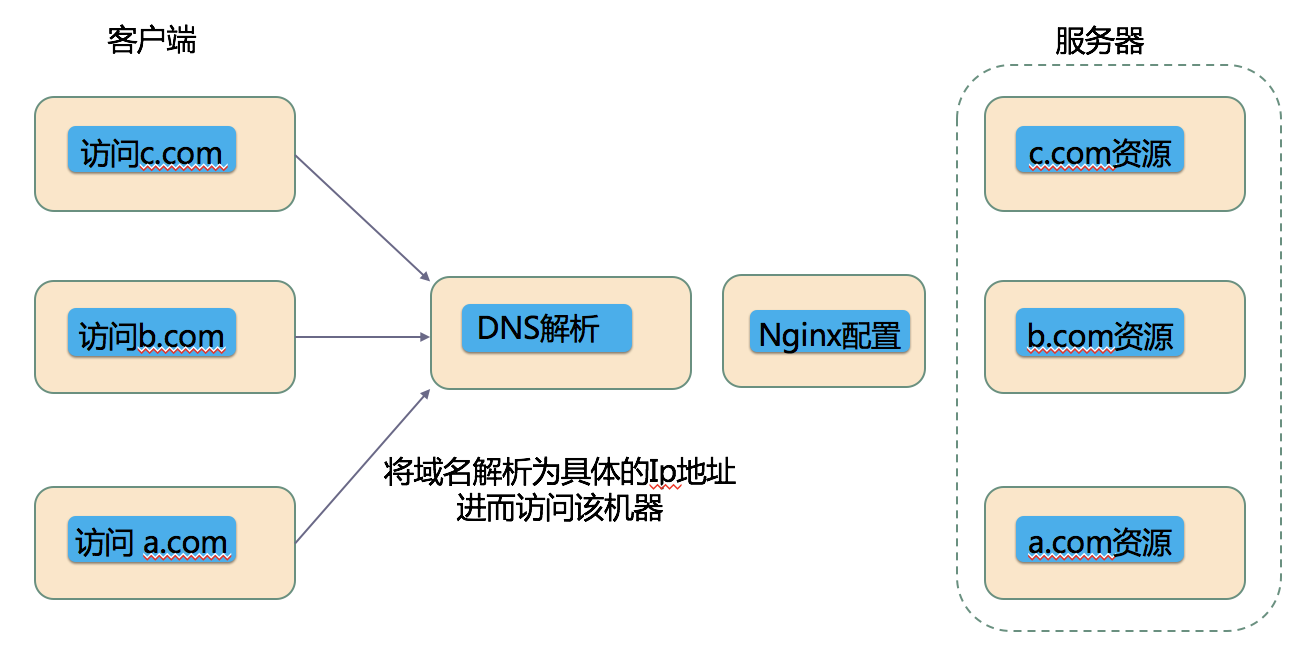 客户端
服务器
访问c.com
c.com资源
DNS解析
Nginx配置
访问b.com
b.com资源
将域名解析为具体的Ip地址
进而访问该机器
访问 a.com
a.com资源